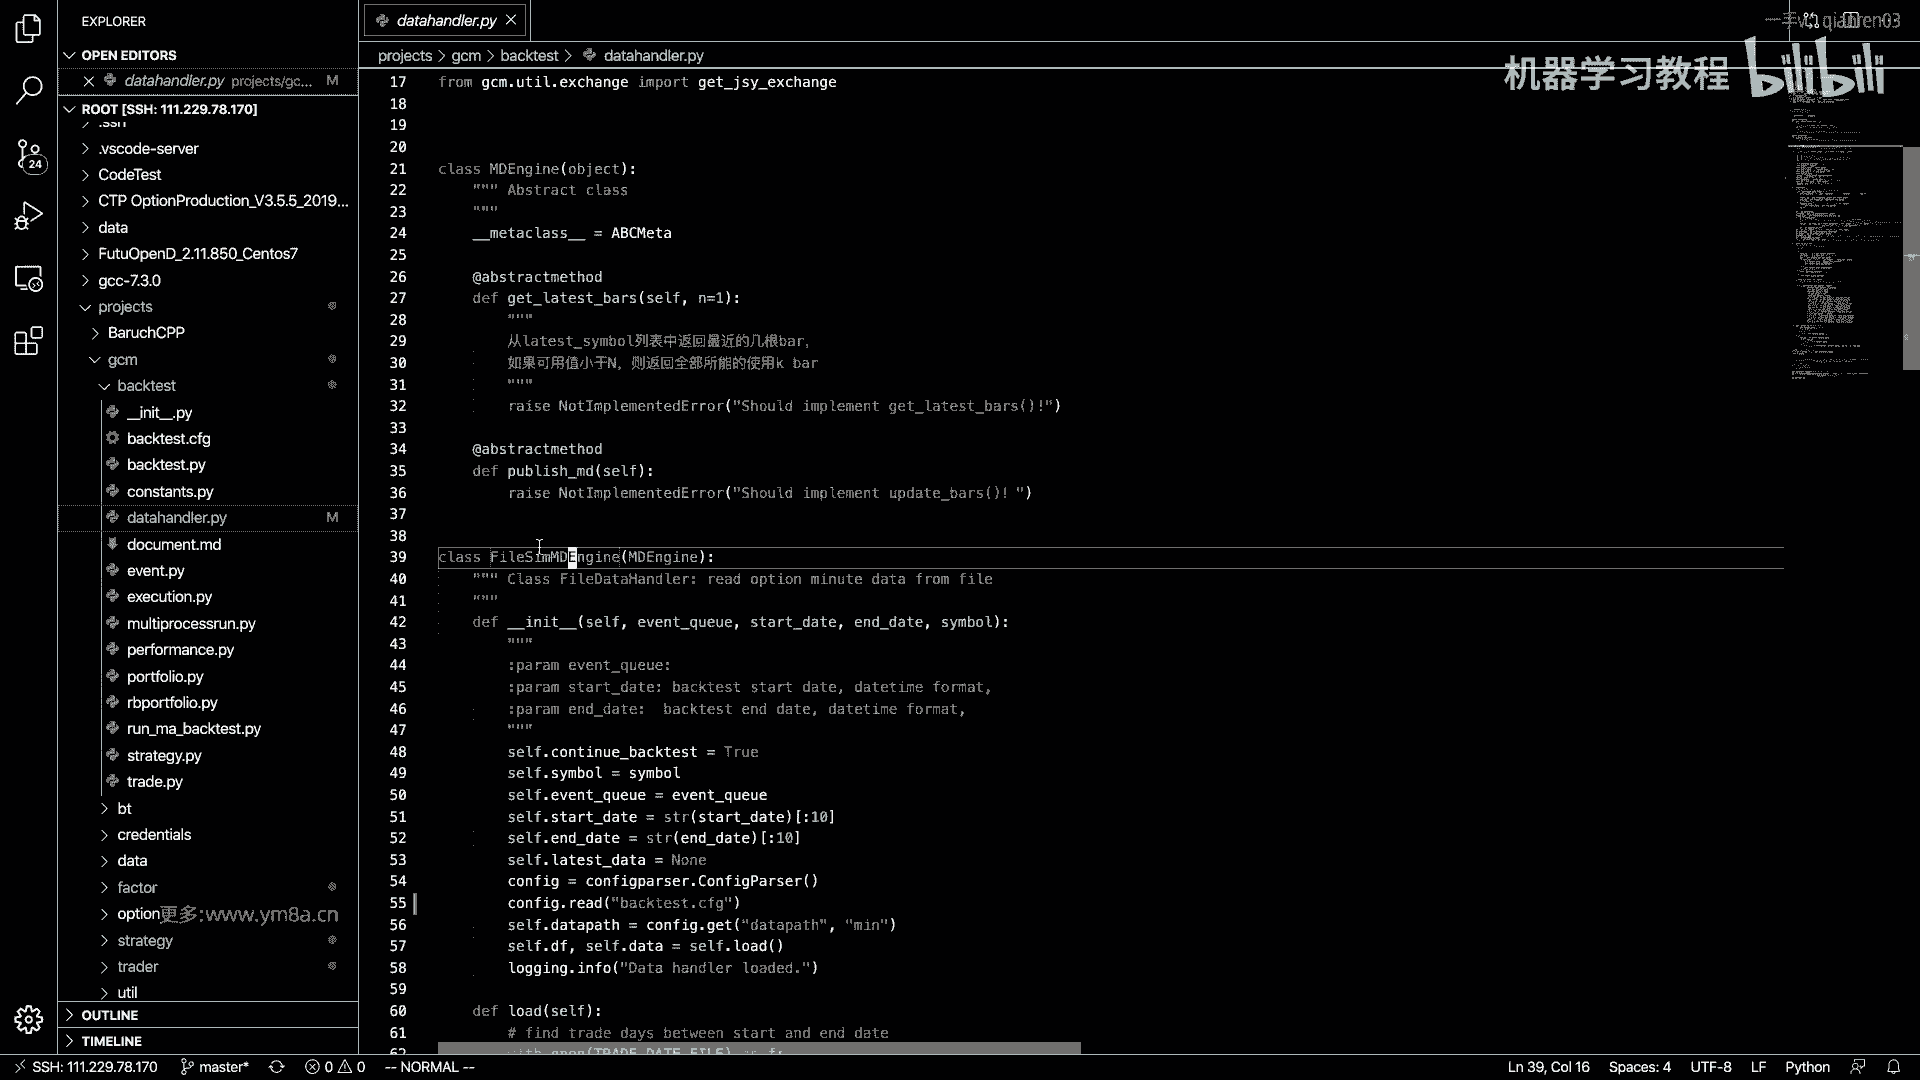 EXPLORER
OPEN EDITORS
datahandler.py projects/gc... M
ROOT [SSH: 111.229.78.170]
.ssh
.vscode-server
CodeTest
CTP OptionProduction_V3.5.5_2019...
data
FutuOpenD_2.11.850_Centos7
gcc-7.3.0
projects
BaruchCPP
gcm
backtest
__init__.py
backtest.cfg
backtest.py
constants.py
datahandler.py M
document.md
event.py
execution.py
multiprocessrun.py
performance.py
portfolio.py
rbportfolio.py
run_ma_backtest.py
strategy.py
trade.py
bt
credentials
data
factor
option
更多:www.ym8a.cn
strategy
trader
util
OUTLINE
TIMELINE
24
datahandler.py
projects > gcm > backtest > datahandler.py
qianren03
机器学习教程 bilibili
17 from gcm.util.exchange import get_jsy_exchange
18
19
20
21 class MDEngine(object):
22 """ Abstract class
23 """
24 __metaclass__ = ABCMeta
25
26 @abstractmethod
27 def get_latest_bars(self, n=1):
28 """
29 从latest_symbol列表中返回最近的几根bar,
30 如果可用值小于N，则返回全部所能的使用k bar
31 """
32 raise NotImplementedError("Should implement get_latest_bars()!")
33
34 @abstractmethod
35 def publish_md(self):
36 raise NotImplementedError("Should implement update_bars()! ")
37
38
39 class FileSimMDEngine(MDEngine):
40 """ Class FileDataHandler: read option minute data from file
41 """
42 def __init__(self, event_queue, start_date, end_date, symbol):
43 """
44 :param event_queue:
45 :param start_date: backtest start date, datetime format,
46 :param end_date:  backtest end date, datetime format,
47 """
48 self.continue_backtest = True
49 self.symbol = symbol
50 self.event_queue = event_queue
51 self.start_date = str(start_date)[:10]
52 self.end_date = str(end_date)[:10]
53 self.latest_data = None
54 config = configparser.ConfigParser()
55 config.read("backtest.cfg")
56 self.datapath = config.get("datapath", "min")
57 self.df, self.data = self.load()
58 logging.info("Data handler loaded.")
59
60 def load(self):
61 # find trade days between start and end date
62 with open(TRADE_DATE_FILE) as f:
SSH: 111.229.78.170 master* 0 0 -- NORMAL -- Ln 39, Col 16 Spaces: 4 UTF-8 LF Python